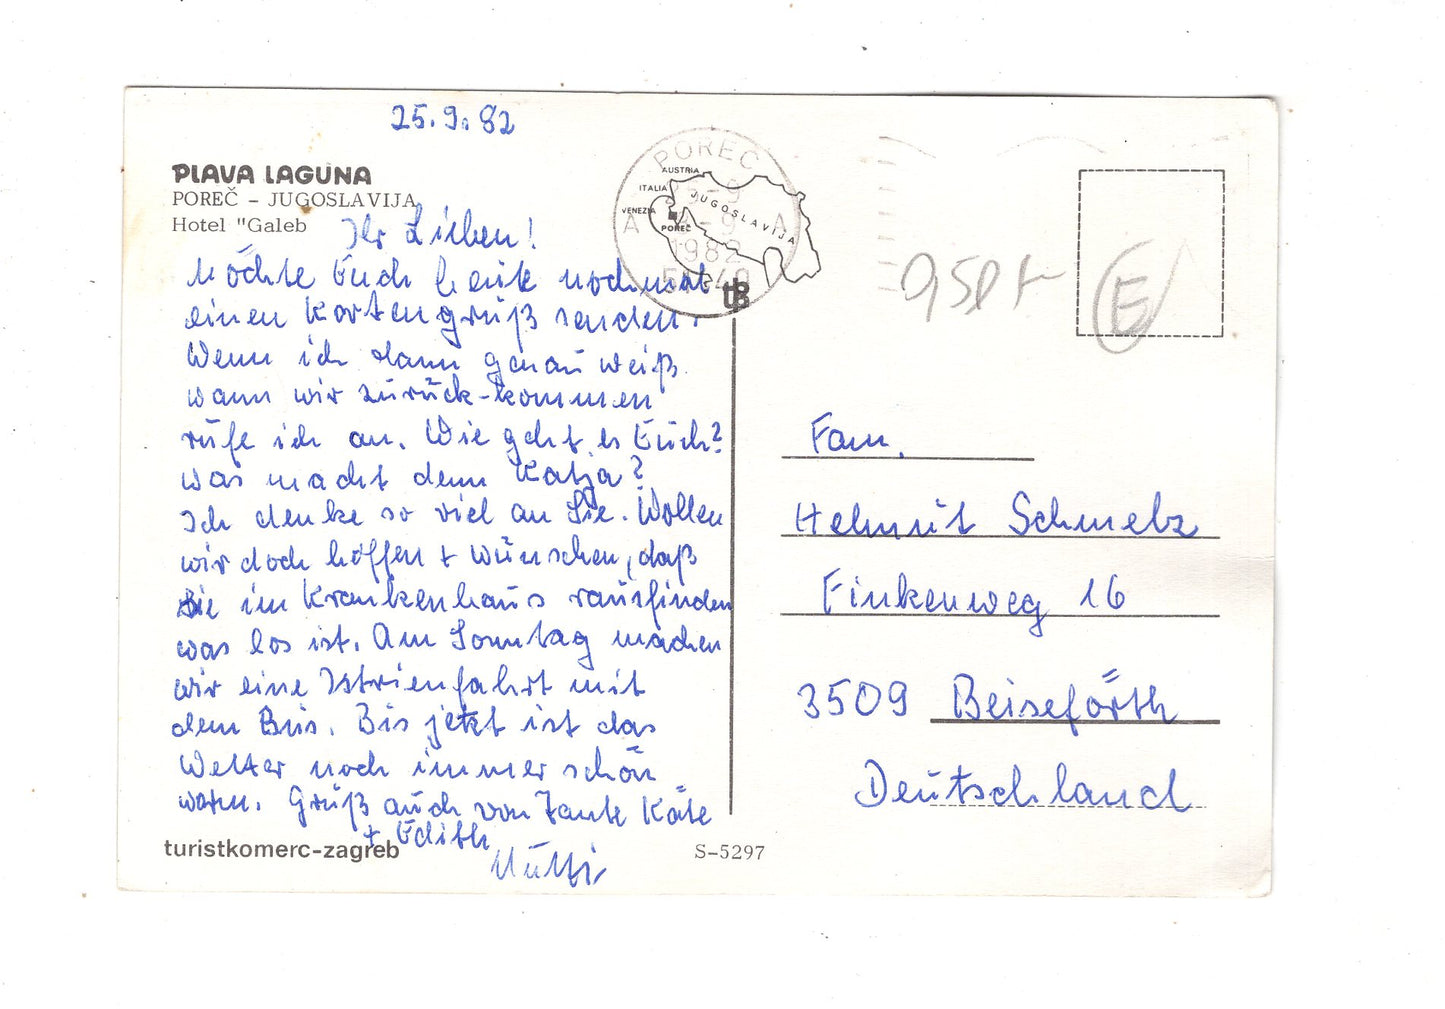 25.9.82
PLAVA LAGUNA
POREČ – JUGOSLAVIJA
Hotel "Galeb
Ihr Lieben!
Möchte Euch heute nochmal
einen Kartengruß senden.
Wenn ich dann genau weiß
wann wir zurück-kommen
rufe ich an. Wie geht es Euch?
was macht denn Katja?
Ich denke so viel an Sie. Wollen
wir doch hoffen + wünschen, daß
sie im Krankenhaus rausfinden
was los ist. Am Sonntag machen
wir eine Istrienfahrt mit
dem Bus. Bis jetzt ist das
Wetter noch immer schön
warm. Gruß auch von Tante Käte
+ Edith
Mutti
turistkomerc-zagreb
S-5297
POREČ
AUSTRIA
ITALIA
VENEZIA
JUGOSLAVIJA
POREČ
A A
1982
E
Fam.
Helmut Schmelz
Finkenweg 16
3509 Beiseförth
Deutschland